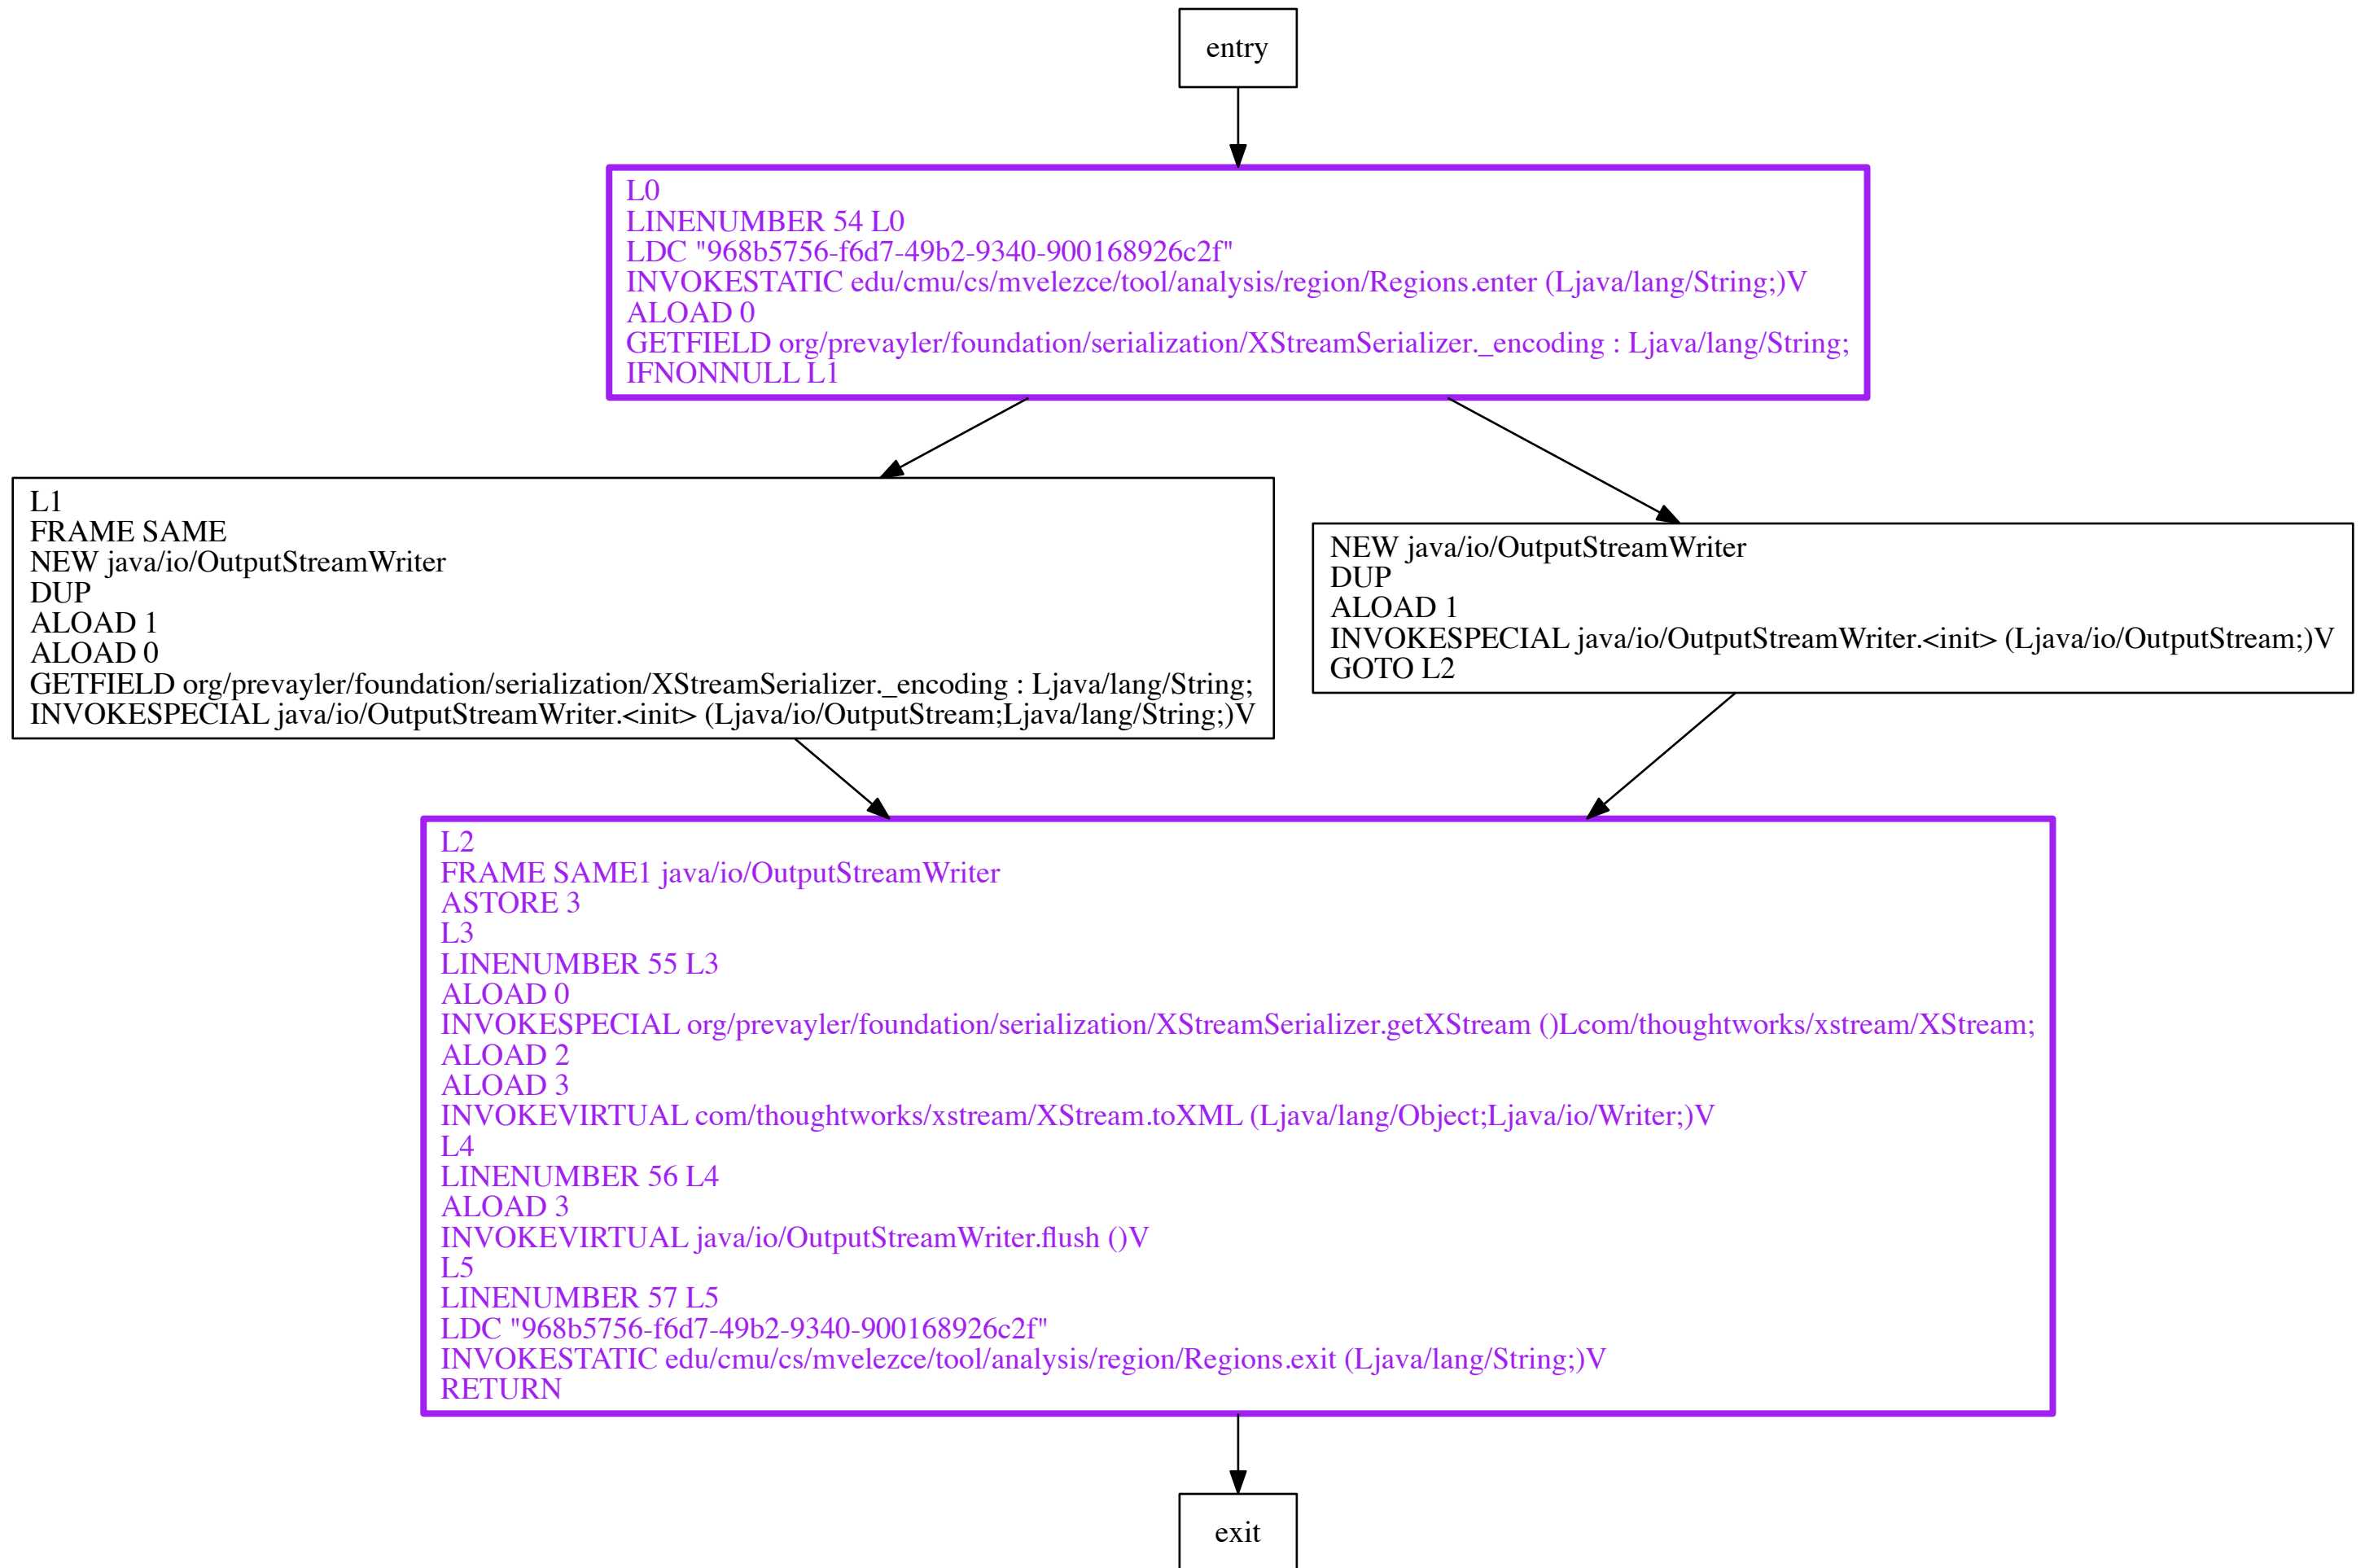 entry
L0
LINENUMBER 54 L0
LDC "968b5756-f6d7-49b2-9340-900168926c2f"
INVOKESTATIC edu/cmu/cs/mvelezce/tool/analysis/region/Regions.enter (Ljava/lang/String;)V
ALOAD 0
GETFIELD org/prevayler/foundation/serialization/XStreamSerializer._encoding : Ljava/lang/String;
IFNONNULL L1
L1
FRAME SAME
NEW java/io/OutputStreamWriter
DUP
ALOAD 1
ALOAD 0
GETFIELD org/prevayler/foundation/serialization/XStreamSerializer._encoding : Ljava/lang/String;
INVOKESPECIAL java/io/OutputStreamWriter.<init> (Ljava/io/OutputStream;Ljava/lang/String;)V
NEW java/io/OutputStreamWriter
DUP
ALOAD 1
INVOKESPECIAL java/io/OutputStreamWriter.<init> (Ljava/io/OutputStream;)V
GOTO L2
L2
FRAME SAME1 java/io/OutputStreamWriter
ASTORE 3
L3
LINENUMBER 55 L3
ALOAD 0
INVOKESPECIAL org/prevayler/foundation/serialization/XStreamSerializer.getXStream ()Lcom/thoughtworks/xstream/XStream;
ALOAD 2
ALOAD 3
INVOKEVIRTUAL com/thoughtworks/xstream/XStream.toXML (Ljava/lang/Object;Ljava/io/Writer;)V
L4
LINENUMBER 56 L4
ALOAD 3
INVOKEVIRTUAL java/io/OutputStreamWriter.flush ()V
L5
LINENUMBER 57 L5
LDC "968b5756-f6d7-49b2-9340-900168926c2f"
INVOKESTATIC edu/cmu/cs/mvelezce/tool/analysis/region/Regions.exit (Ljava/lang/String;)V
RETURN
exit